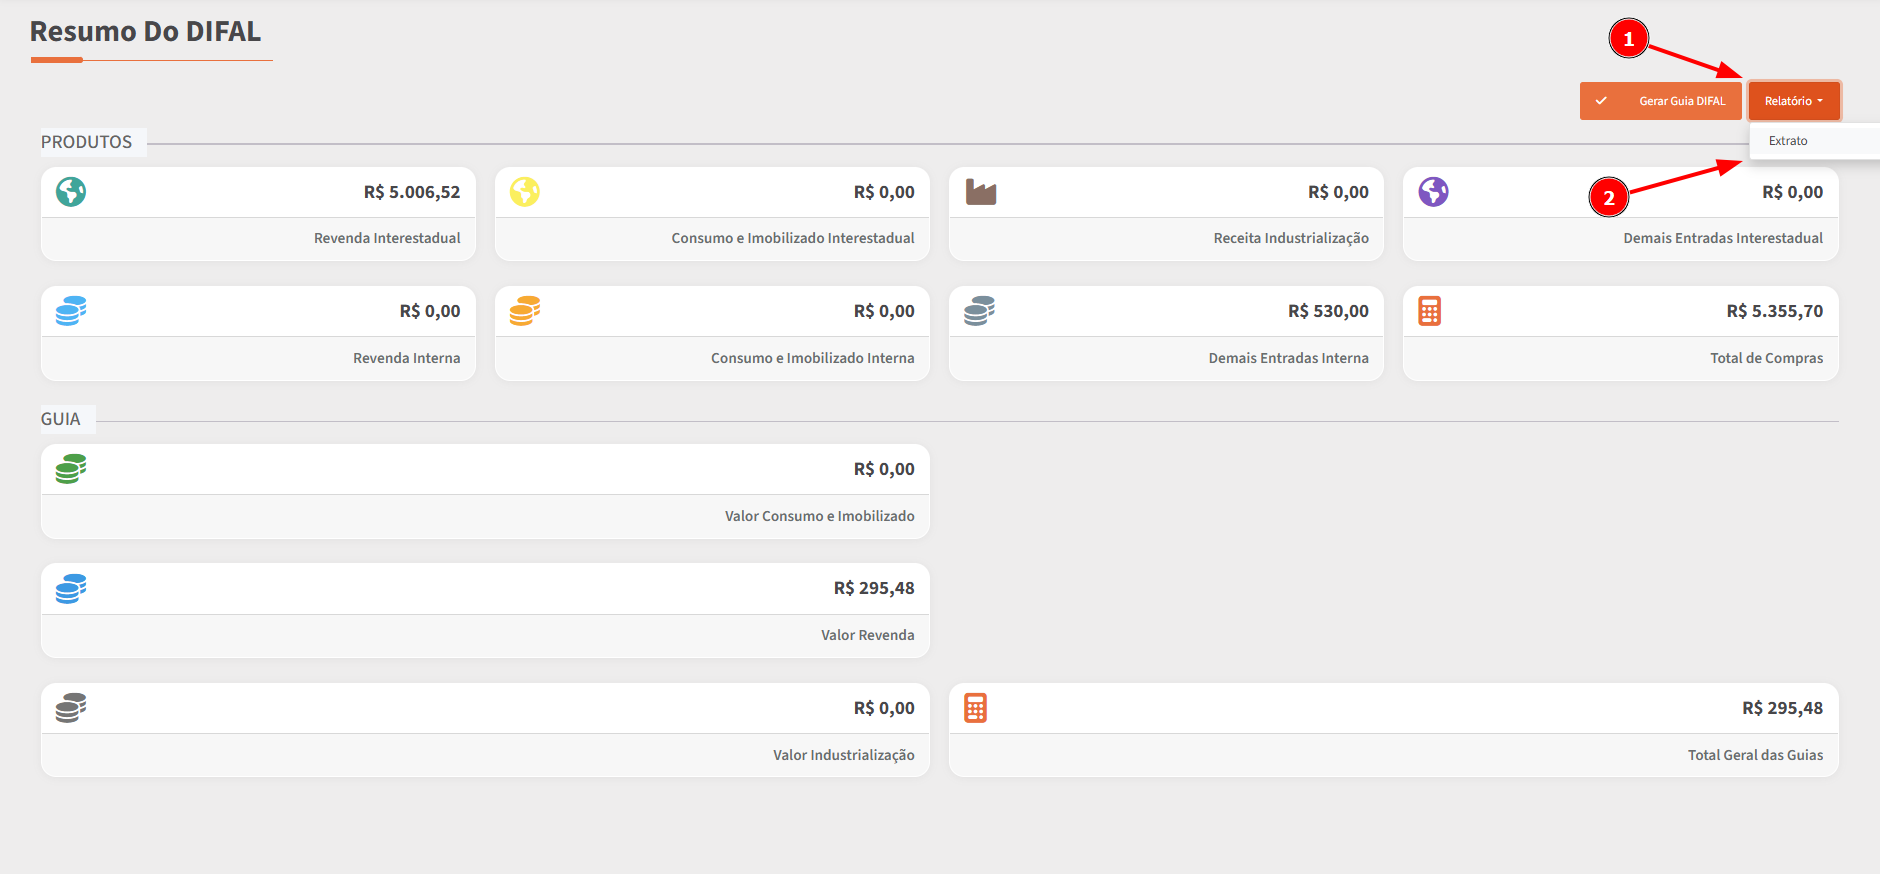 Resumo Do DIFAL
1
Gerar Guia DIFAL
Relatório
Extrato
2
PRODUTOS
R$ 5.006,52
Revenda Interestadual
R$ 0,00
Consumo e Imobilizado Interestadual
R$ 0,00
Receita Industrialização
R$ 0,00
Demais Entradas Interestadual
R$ 0,00
Revenda Interna
R$ 0,00
Consumo e Imobilizado Interna
R$ 530,00
Demais Entradas Interna
R$ 5.355,70
Total de Compras
GUIA
R$ 0,00
Valor Consumo e Imobilizado
R$ 295,48
Valor Revenda
R$ 0,00
Valor Industrialização
R$ 295,48
Total Geral das Guias